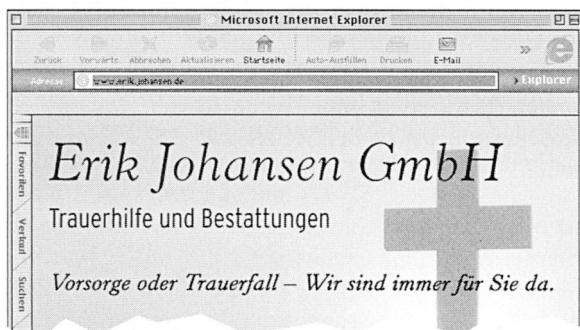 Microsoft Internet Explorer
Zurück Vorwärts Abbrechen Aktualisieren Startseite Auto-Ausfüllen Drucken E-Mail »
Adresse www.erik.johansen.de › Explorer
Favoriten
Verlauf
Suchen
Erik Johansen GmbH
Trauerhilfe und Bestattungen
Vorsorge oder Trauerfall – Wir sind immer für Sie da.